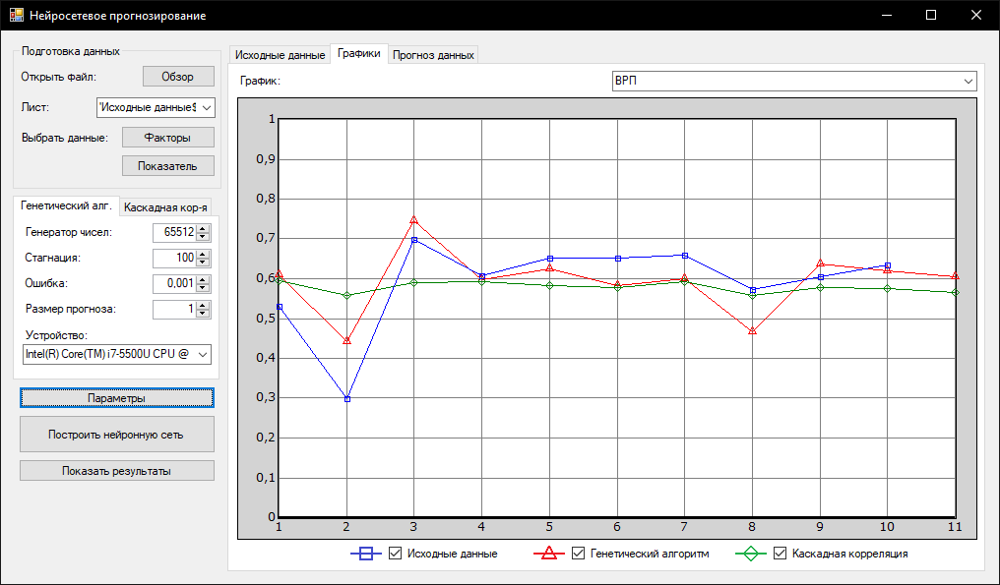 Нейросетевое прогнозирование
Подготовка данных
Открыть файл: Обзор
Лист: 'Исходные данные$
Выбрать данные: Факторы
Показатель
Генетический алг. Каскадная кор-я
Генератор чисел: 65512
Стагнация: 100
Ошибка: 0,001
Размер прогноза: 1
Устройство:
Intel(R) Core(TM) i7-5500U CPU @
Параметры
Построить нейронную сеть
Показать результаты
Исходные данные Графики Прогноз данных
График: ВРП
1
0,9
0,8
0,7
0,6
0,5
0,4
0,3
0,2
0,1
0
1 2 3 4 5 6 7 8 9 10 11
Исходные данные Генетический алгоритм Каскадная корреляция